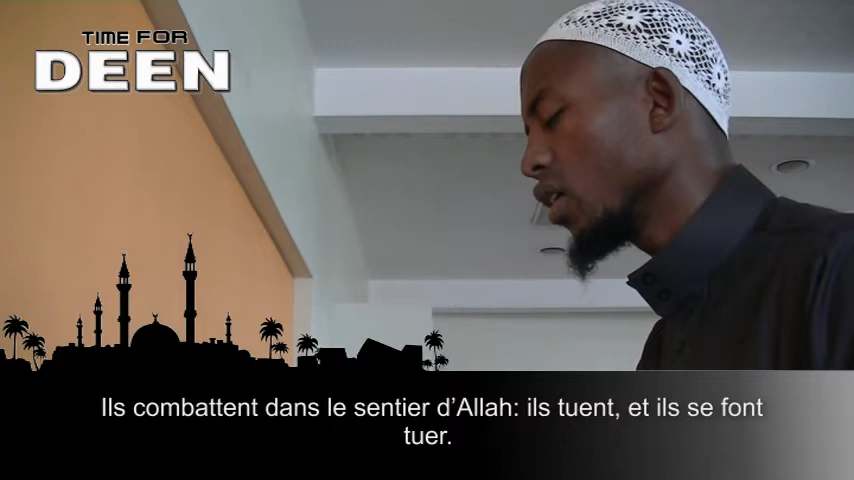 TIME FOR
DEEN
Ils combattent dans le sentier d’Allah: ils tuent, et ils se font
tuer.